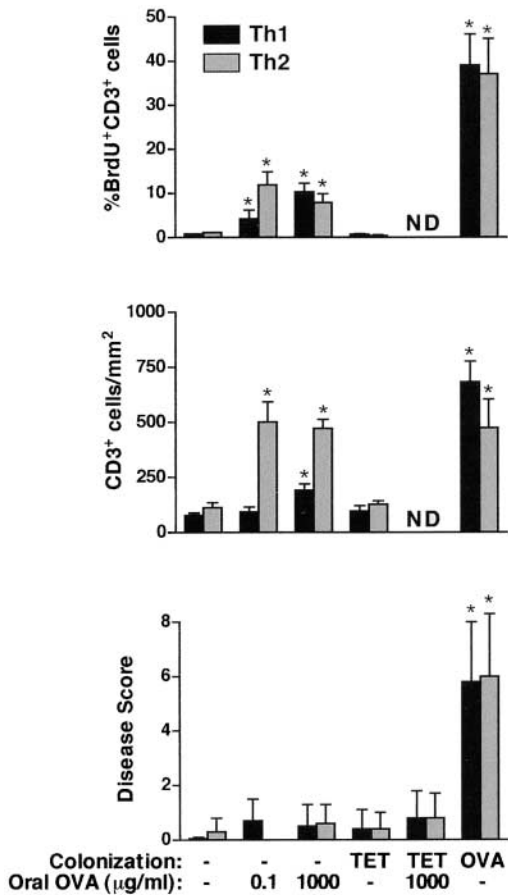 50
40
30
20
10
0
%BrdU⁺CD3⁺ cells
Th1
Th2
* * * * * *
ND
1000
750
500
250
0
CD3⁺ cells/mm²
* * * * *
ND
8
6
4
2
0
Disease Score
* *
Colonization: - - - TET TET OVA
Oral OVA (μg/ml): - 0.1 1000 - 1000 -